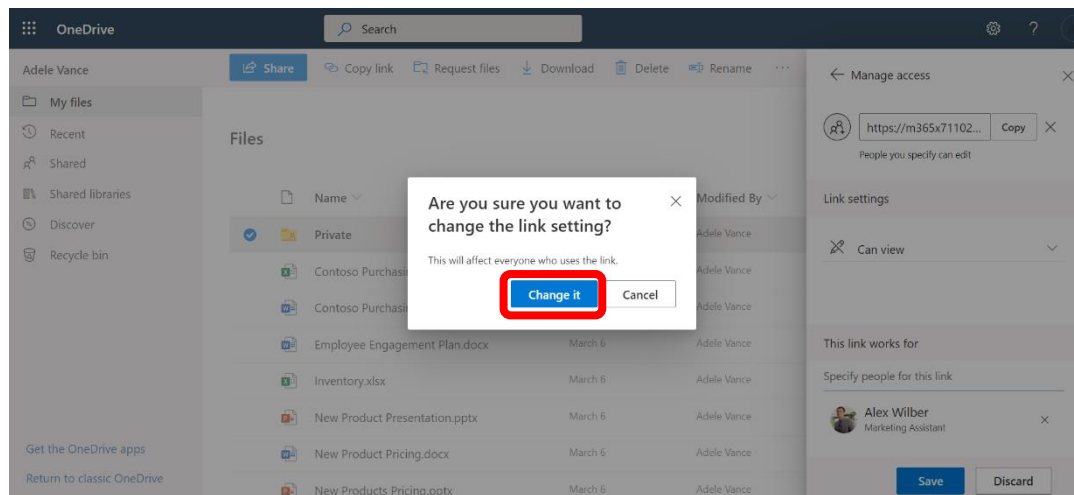 OneDrive
Search
?
Adele Vance
Share
Copy link
Request files
Download
Delete
Rename
...
Manage access
My files
Recent
Shared
Shared libraries
Discover
Recycle bin
Get the OneDrive apps
Return to classic OneDrive
Files
Name
Modified By
Private
Adele Vance
Contoso Purchasi
Adele Vance
Contoso Purchasi
Adele Vance
Employee Engagement Plan.docx
March 6
Adele Vance
Inventory.xlsx
March 6
Adele Vance
New Product Presentation.pptx
March 6
Adele Vance
New Product Pricing.docx
March 6
Adele Vance
New Products Pricing.pptx
March 6
Adele Vance
Are you sure you want to
change the link setting?
This will affect everyone who uses the link.
Change it
Cancel
https://m365x71102...
Copy
People you specify can edit
Link settings
Can view
This link works for
Specify people for this link
Alex Wilber
Marketing Assistant
Save
Discard